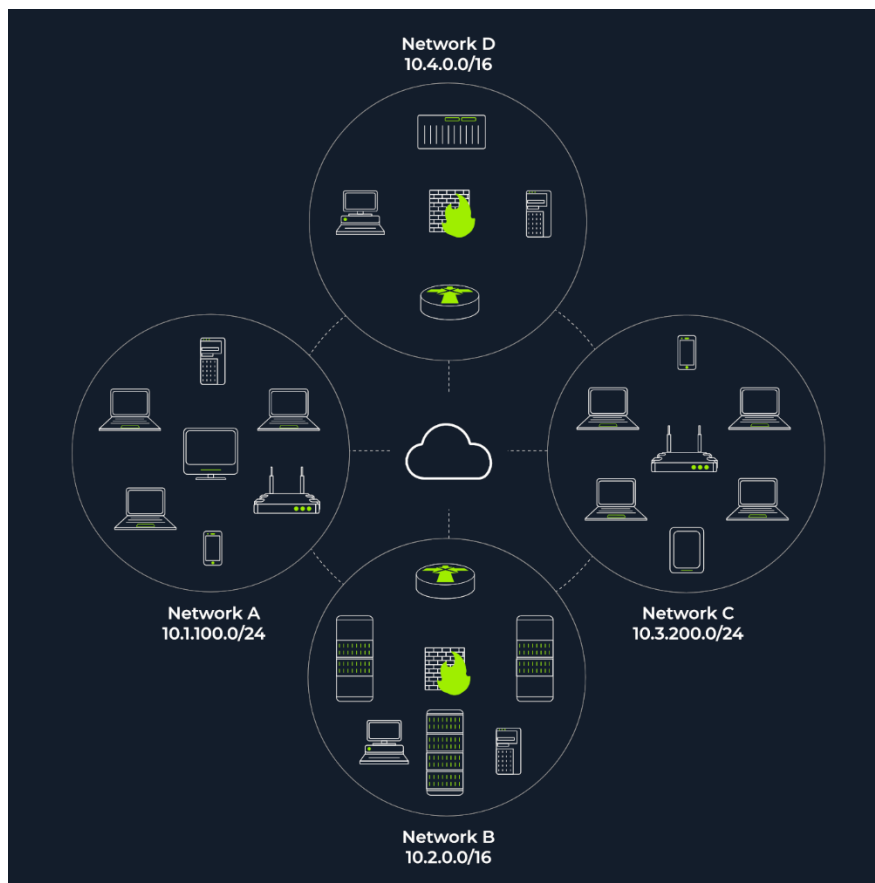 Network D
10.4.0.0/16
Network A
10.1.100.0/24
Network C
10.3.200.0/24
Network B
10.2.0.0/16